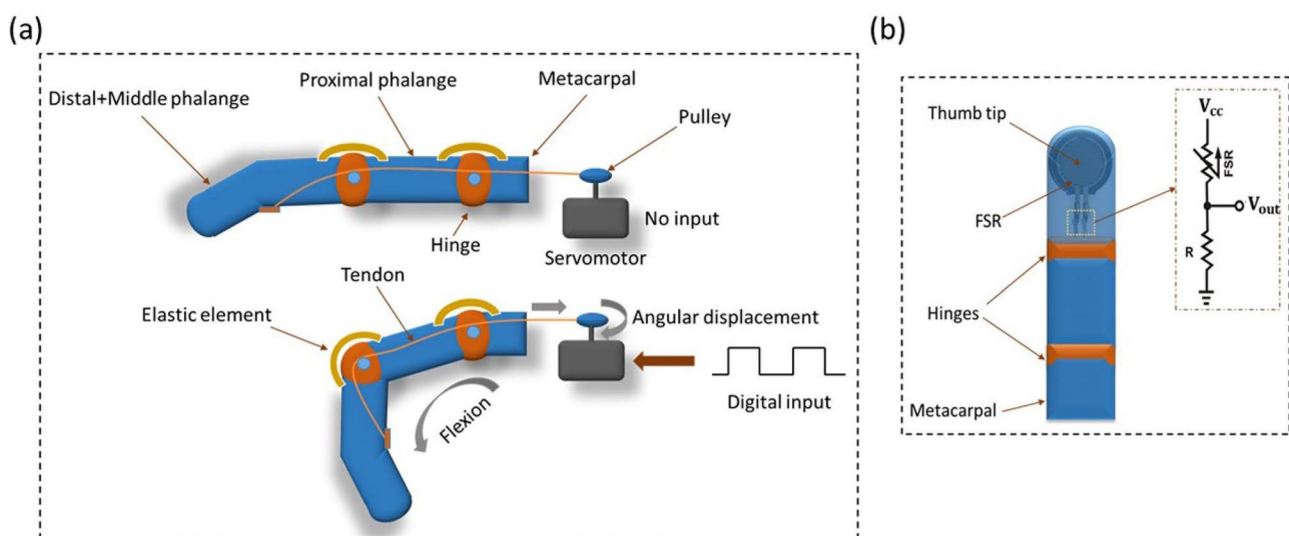 (a)
Distal+Middle phalange
Proximal phalange
Metacarpal
Pulley
Hinge
No input
Servomotor
Tendon
Elastic element
Angular displacement
Flexion
Digital input
(b)
Thumb tip
FSR
Hinges
Metacarpal
Vcc
FSR
Vout
R